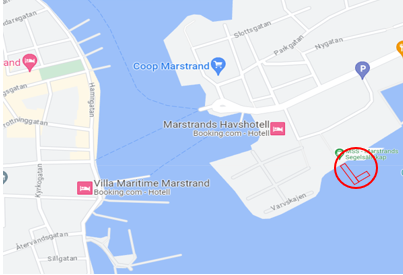 Slottsgatan
Parkgatan
Nygatan
P
Coop Marstrand
and
Hamngatan
Marstrands Havshotell
Booking.com - Hotell
Kyrkogatan
Villa Maritime Marstrand
Booking.com - Hotell
Varvskajen
Återvändsgatan
Sillgatan